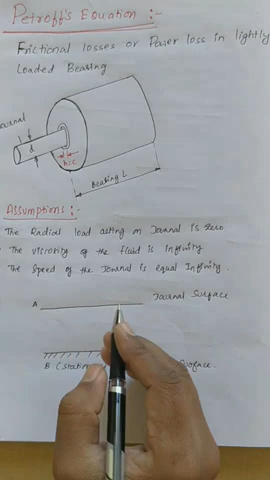 Petroff's Equation :-
Frictional losses or Power loss in lightly
Loaded Bearing
d
h=c
Bearing L
Assumptions :-
The Radial load acting on Journal is zero
The viscosity of the fluid is infinity
The Speed of the Journal is equal Infinity.
A
Journal Surface
B (station
Surface.